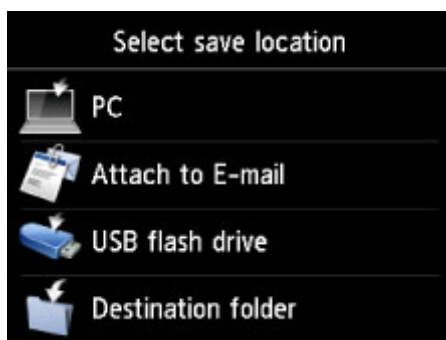 Select save location
PC
Attach to E-mail
USB flash drive
Destination folder